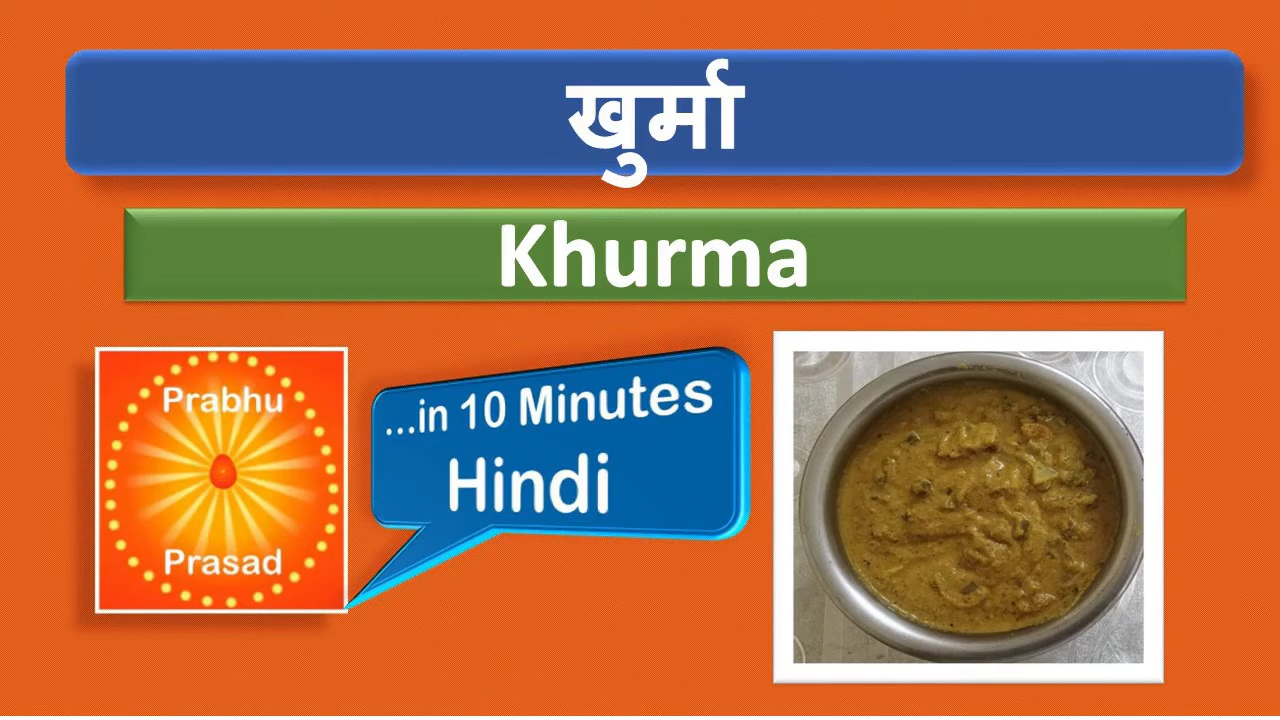 खुर्मा
Khurma
Prabhu
Prasad
...in 10 Minutes
Hindi